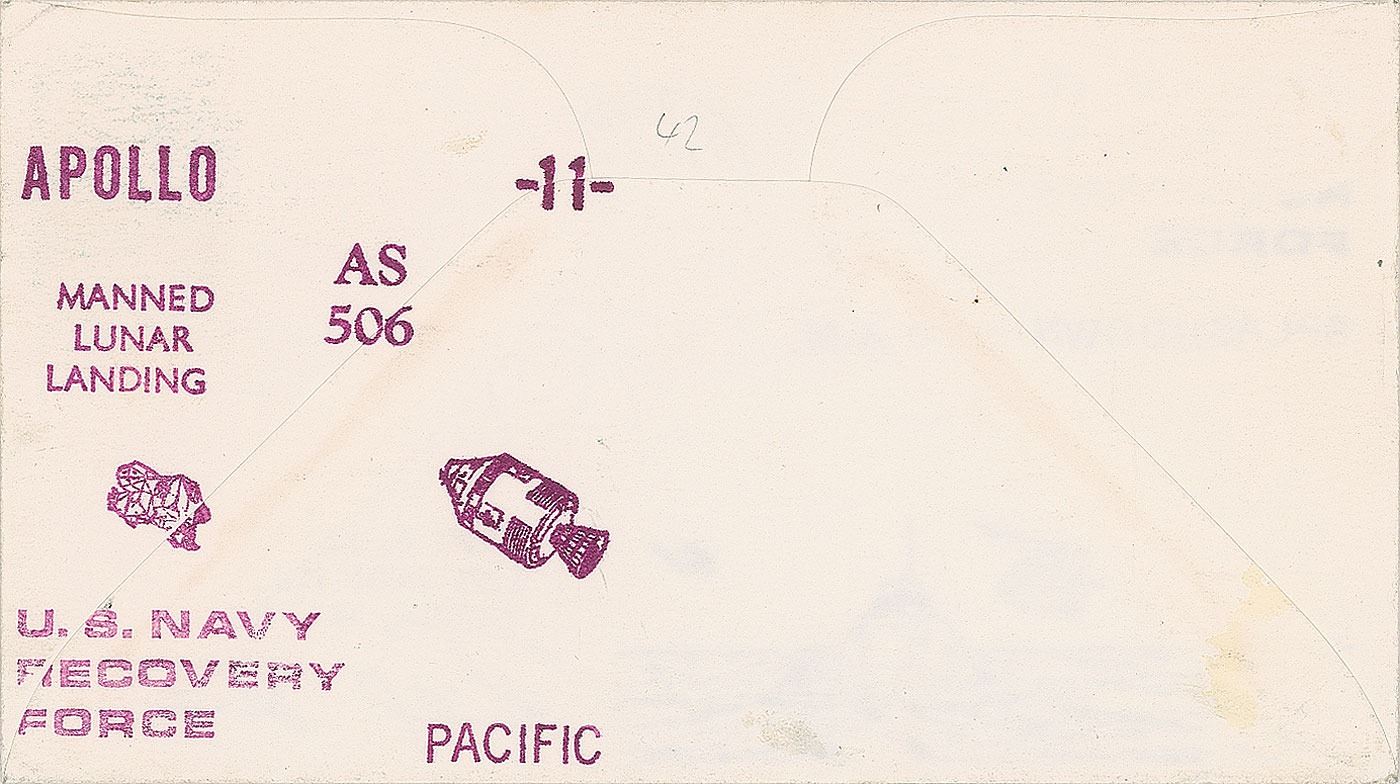 42
APOLLO -11-
AS
506
MANNED
LUNAR
LANDING
U.S. NAVY
RECOVERY
FORCE
PACIFIC